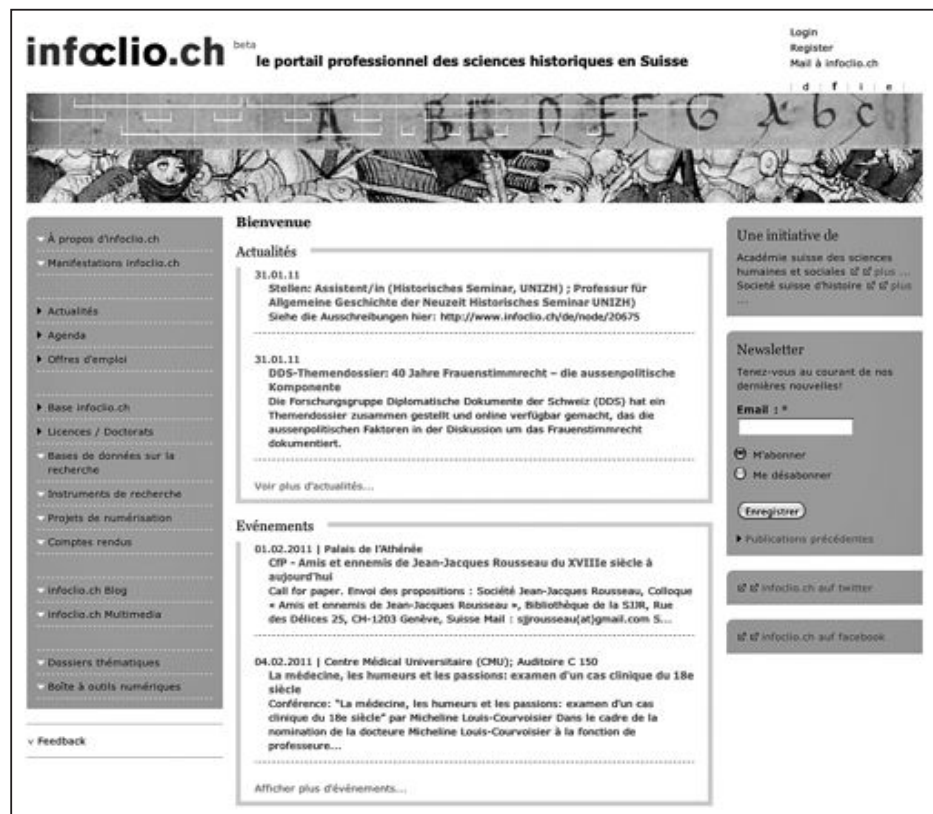 infoclio.ch beta
le portail professionnel des sciences historiques en Suisse
Login
Register
Mail à infoclio.ch
| d | f | i | e |
A B E D E F G X b c
À propos d'infoclio.ch
Manifestations infoclio.ch
Actualités
Agenda
Offres d'emploi
Base infoclio.ch
Licences / Doctorats
Bases de données sur la
recherche
Instruments de recherche
Projets de numérisation
Comptes rendus
infoclio.ch Blog
infoclio.ch Multimedia
Dossiers thématiques
Boîte à outils numériques
v Feedback
Bienvenue
Actualités
31.01.11
Stellen: Assistent/in (Historisches Seminar, UNIZH) ; Professur für
Allgemeine Geschichte der Neuzeit Historisches Seminar UNIZH)
Siehe die Ausschreibungen hier: http://www.infoclio.ch/de/node/20675
31.01.11
DDS-Themendossier: 40 Jahre Frauenstimmrecht – die aussenpolitische
Komponente
Die Forschungsgruppe Diplomatische Dokumente der Schweiz (DDS) hat ein
Themendossier zusammen gestellt und online verfügbar gemacht, das die
aussenpolitischen Faktoren in der Diskussion um das Frauenstimmrecht
dokumentiert.
Voir plus d'actualités...
Evénements
01.02.2011 | Palais de l'Athénée
CfP - Amis et ennemis de Jean-Jacques Rousseau du XVIIIe siècle à
aujourd'hui
Call for paper. Envoi des propositions : Société Jean-Jacques Rousseau, Colloque
« Amis et ennemis de Jean-Jacques Rousseau », Bibliothèque de la SJJR, Rue
des Délices 25, CH-1203 Genève, Suisse Mail : sjjrousseau(at)gmail.com S...
04.02.2011 | Centre Médical Universitaire (CMU); Auditoire C 150
La médecine, les humeurs et les passions: examen d'un cas clinique du 18e
siècle
Conférence: "La médecine, les humeurs et les passions: examen d'un cas
clinique du 18e siècle" par Micheline Louis-Courvoisier Dans le cadre de la
nomination de la docteure Micheline Louis-Courvoisier à la fonction de
professeure...
Afficher plus d'événements...
Une initiative de
Académie suisse des sciences
humaines et sociales plus ...
Societé suisse d'histoire plus
...
Newsletter
Tenez-vous au courant de nos
dernières nouvelles!
Email : *
M'abonner
Me désabonner
Enregistrer
Publications précédentes
infoclio.ch auf twitter
infoclio.ch auf facebook